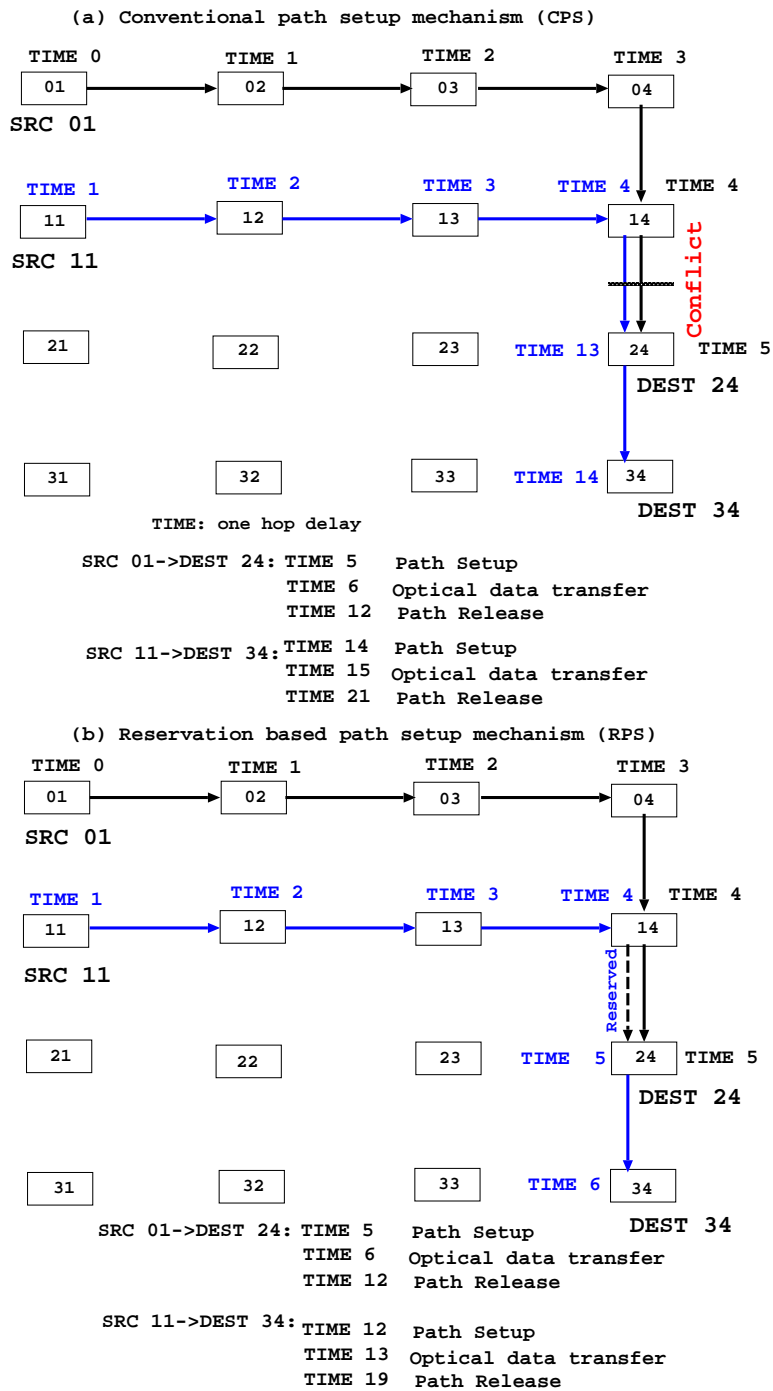 (a) Conventional path setup mechanism (CPS)
TIME 0 TIME 1 TIME 2 TIME 3
01 02 03 04
SRC 01
TIME 1 TIME 2 TIME 3 TIME 4 TIME 4
11 12 13 14
SRC 11
Conflict
21 22 23 TIME 13 24 TIME 5
DEST 24
31 32 33 TIME 14 34
DEST 34
TIME: one hop delay
SRC 01->DEST 24: TIME 5 Path Setup
TIME 6 Optical data transfer
TIME 12 Path Release
SRC 11->DEST 34: TIME 14 Path Setup
TIME 15 Optical data transfer
TIME 21 Path Release
(b) Reservation based path setup mechanism (RPS)
TIME 0 TIME 1 TIME 2 TIME 3
01 02 03 04
SRC 01
TIME 1 TIME 2 TIME 3 TIME 4 TIME 4
11 12 13 14
SRC 11
Reserved
21 22 23 TIME 5 24 TIME 5
DEST 24
31 32 33 TIME 6 34
DEST 34
SRC 01->DEST 24: TIME 5 Path Setup
TIME 6 Optical data transfer
TIME 12 Path Release
SRC 11->DEST 34: TIME 12 Path Setup
TIME 13 Optical data transfer
TIME 19 Path Release